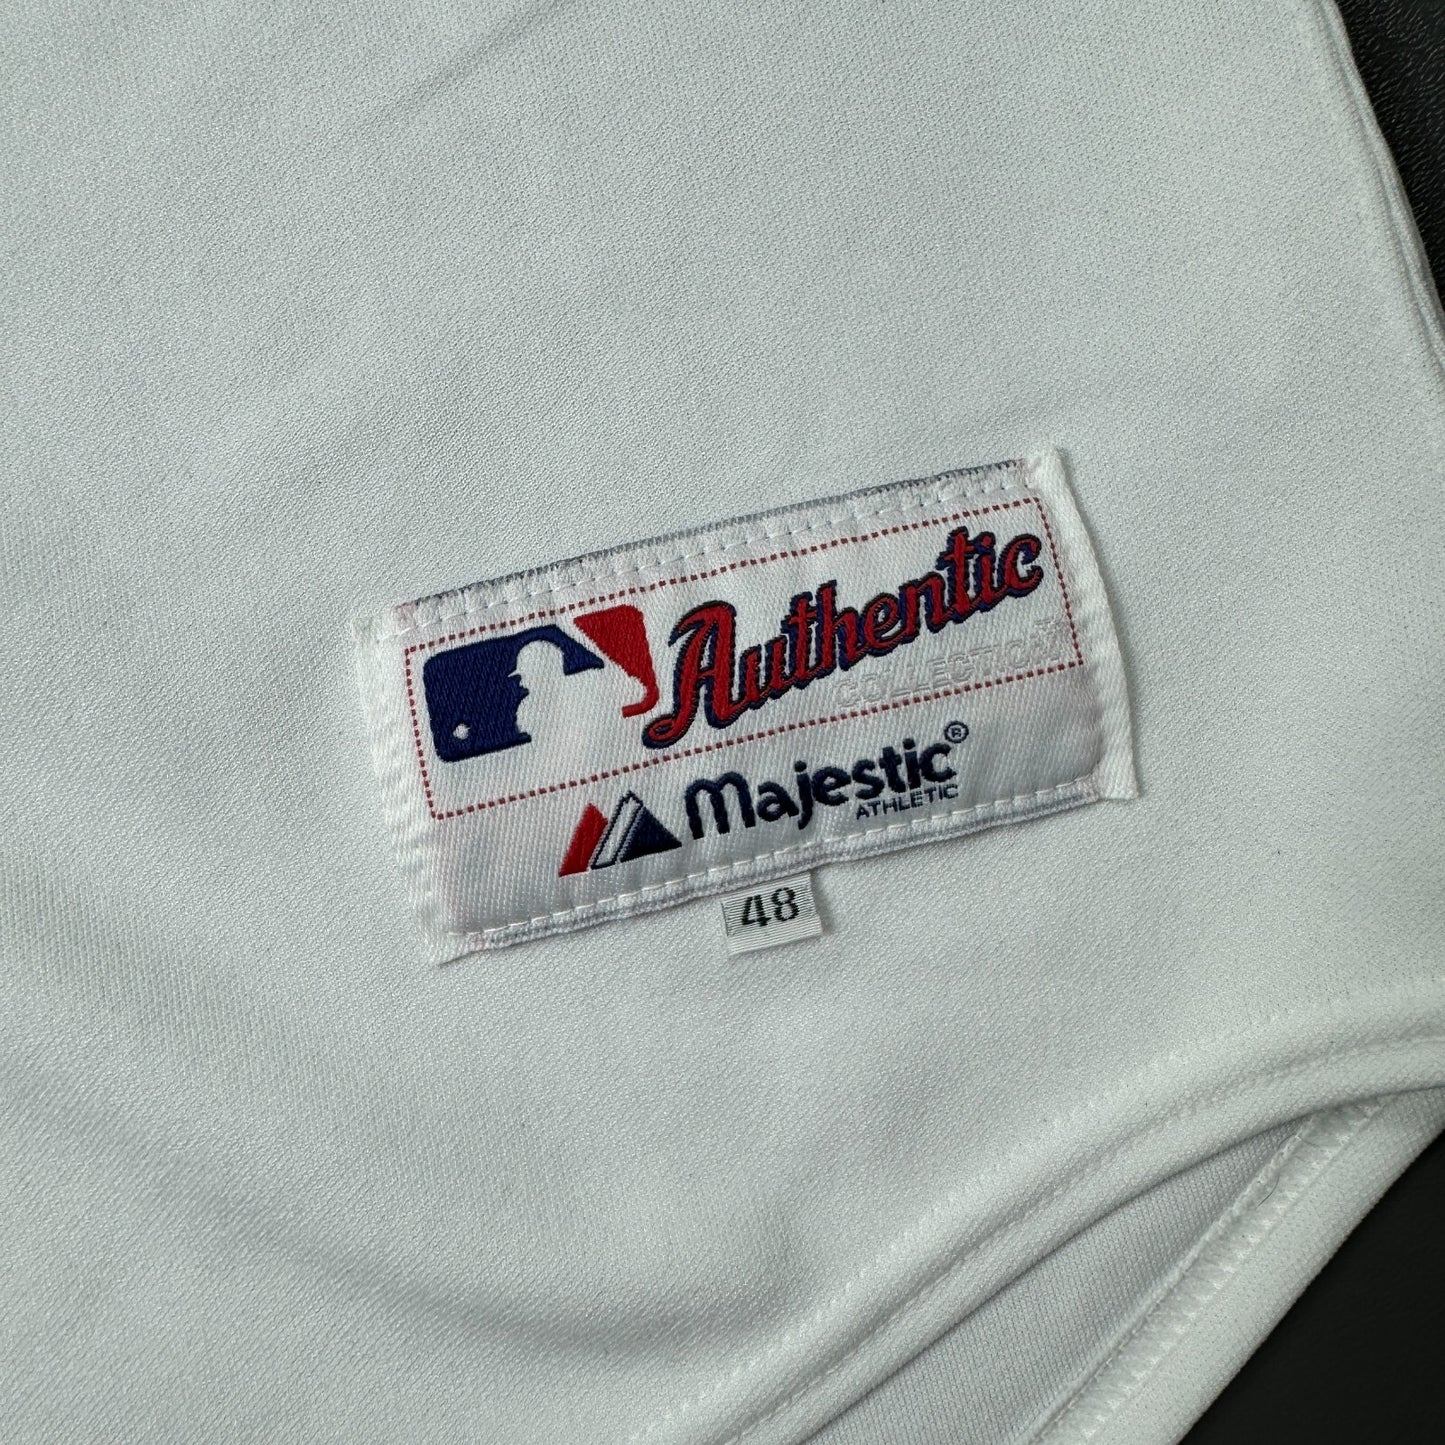 Authentic
COLLECTION
Majestic®
ATHLETIC
48